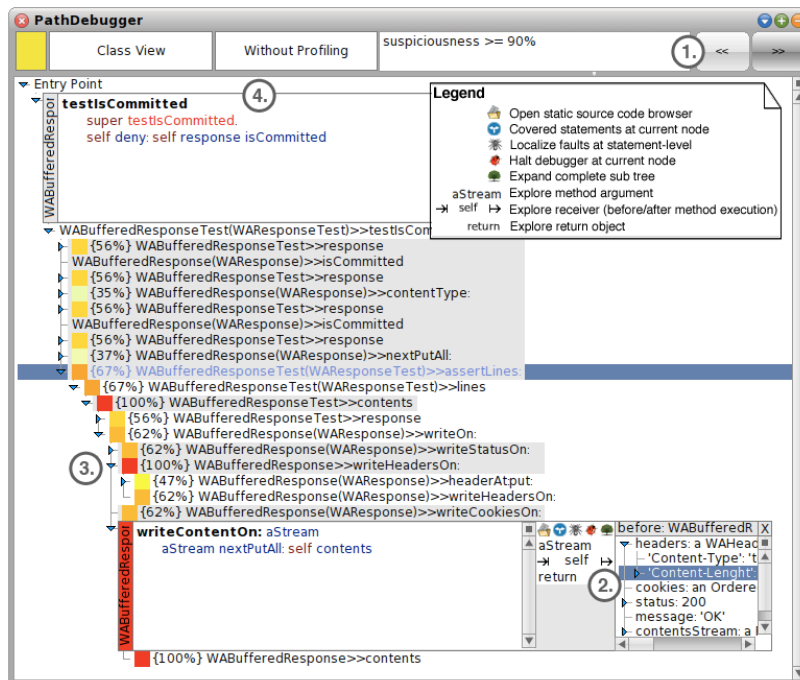 PathDebugger
Class View
Without Profiling
suspiciousness >= 90%
1.
<<
>>
Entry Point
4.
WABufferedRespor
testIsCommitted
super testIsCommitted.
self deny: self response isCommitted
Legend
Open static source code browser
Covered statements at current node
Localize faults at statement-level
Halt debugger at current node
Expand complete sub tree
aStream Explore method argument
self Explore receiver (before/after method execution)
return Explore return object
WABufferedResponseTest(WAResponseTest)>>testIsCom
{56%} WABufferedResponseTest>>response
WABufferedResponse(WAResponse)>>isCommitted
{56%} WABufferedResponseTest>>response
{35%} WABufferedResponse(WAResponse)>>contentType:
{56%} WABufferedResponseTest>>response
WABufferedResponse(WAResponse)>>isCommitted
{56%} WABufferedResponseTest>>response
{37%} WABufferedResponse(WAResponse)>>nextPutAll:
{67%} WABufferedResponseTest(WAResponseTest)>>assertLines:
{67%} WABufferedResponseTest(WAResponseTest)>>lines
{100%} WABufferedResponseTest>>contents
{56%} WABufferedResponseTest>>response
{62%} WABufferedResponse(WAResponse)>>writeOn:
{62%} WABufferedResponse(WAResponse)>>writeStatusOn:
3.
{100%} WABufferedResponse>>writeHeadersOn:
{47%} WABufferedResponse(WAResponse)>>headerAt:put:
{62%} WABufferedResponse(WAResponse)>>writeHeadersOn:
{62%} WABufferedResponse(WAResponse)>>writeCookiesOn:
WABufferedRespor
writeContentOn: aStream
aStream nextPutAll: self contents
aStream
self
return
2.
before: WABufferedR X
headers: a WAHead
'Content-Type': 't
'Content-Lenght':
cookies: an Ordere
status: 200
message: 'OK'
contentsStream: a
{100%} WABufferedResponse>>contents